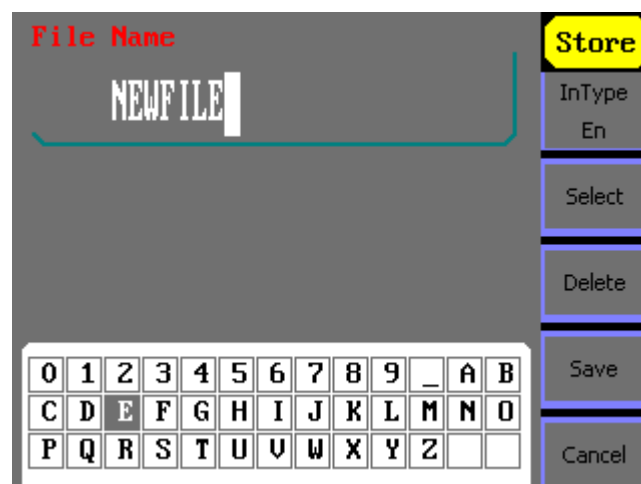 File Name
NEWFILE
0 1 2 3 4 5 6 7 8 9 _ A B
C D E F G H I J K L M N O
P Q R S T U V W X Y Z
Store
InType
En
Select
Delete
Save
Cancel